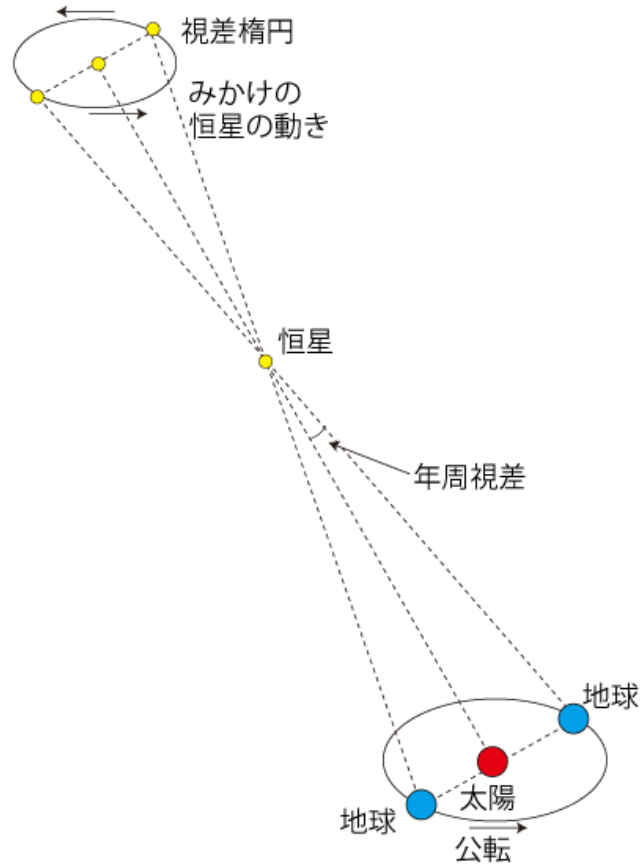 視差楕円
みかけの
恒星の動き
恒星
年周視差
地球
太陽
地球
公転